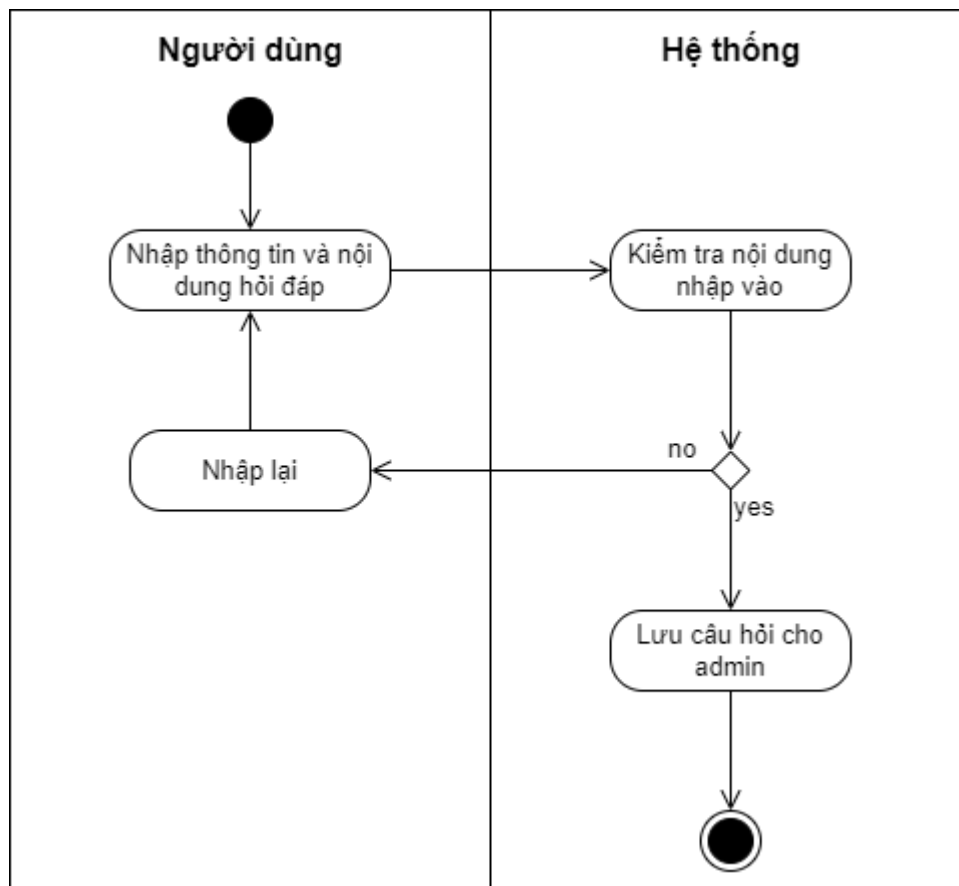 Người dùng
Hệ thống
Nhập thông tin và nội
dung hỏi đáp
Kiểm tra nội dung
nhập vào
Nhập lại
no
yes
Lưu câu hỏi cho
admin